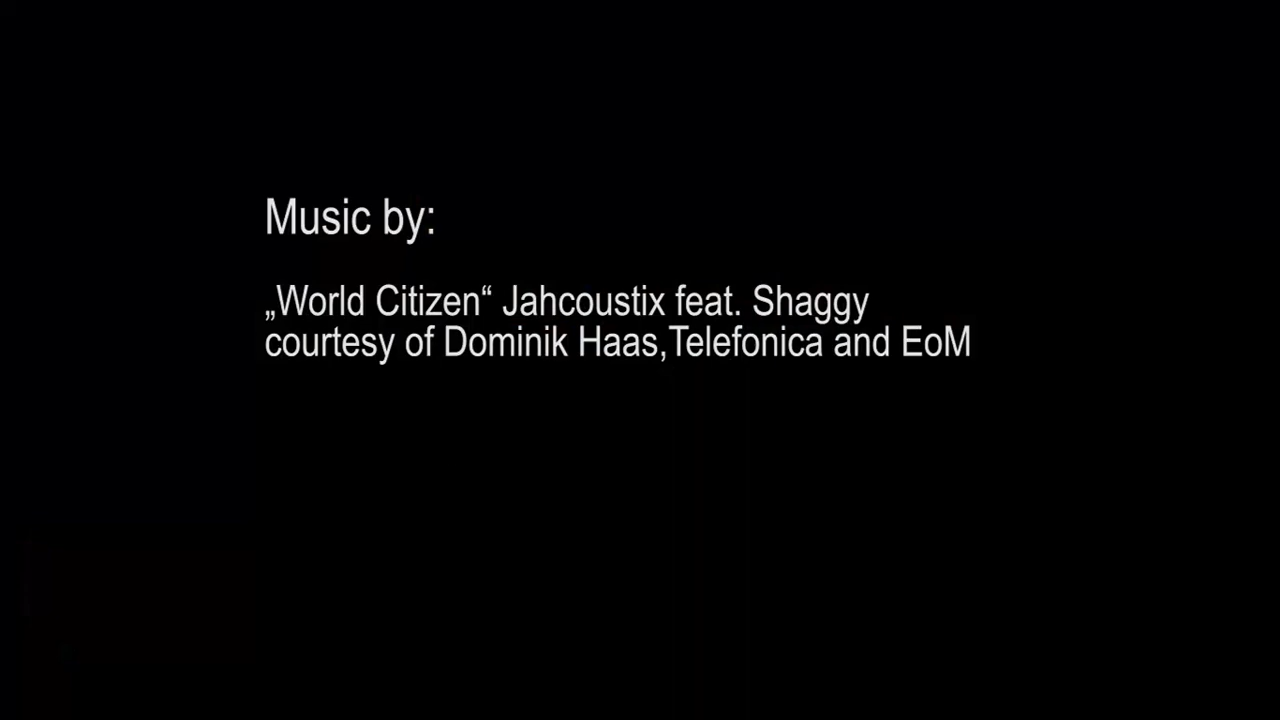 Music by:
„World Citizen“ Jahcoustix feat. Shaggy
courtesy of Dominik Haas,Telefonica and EoM